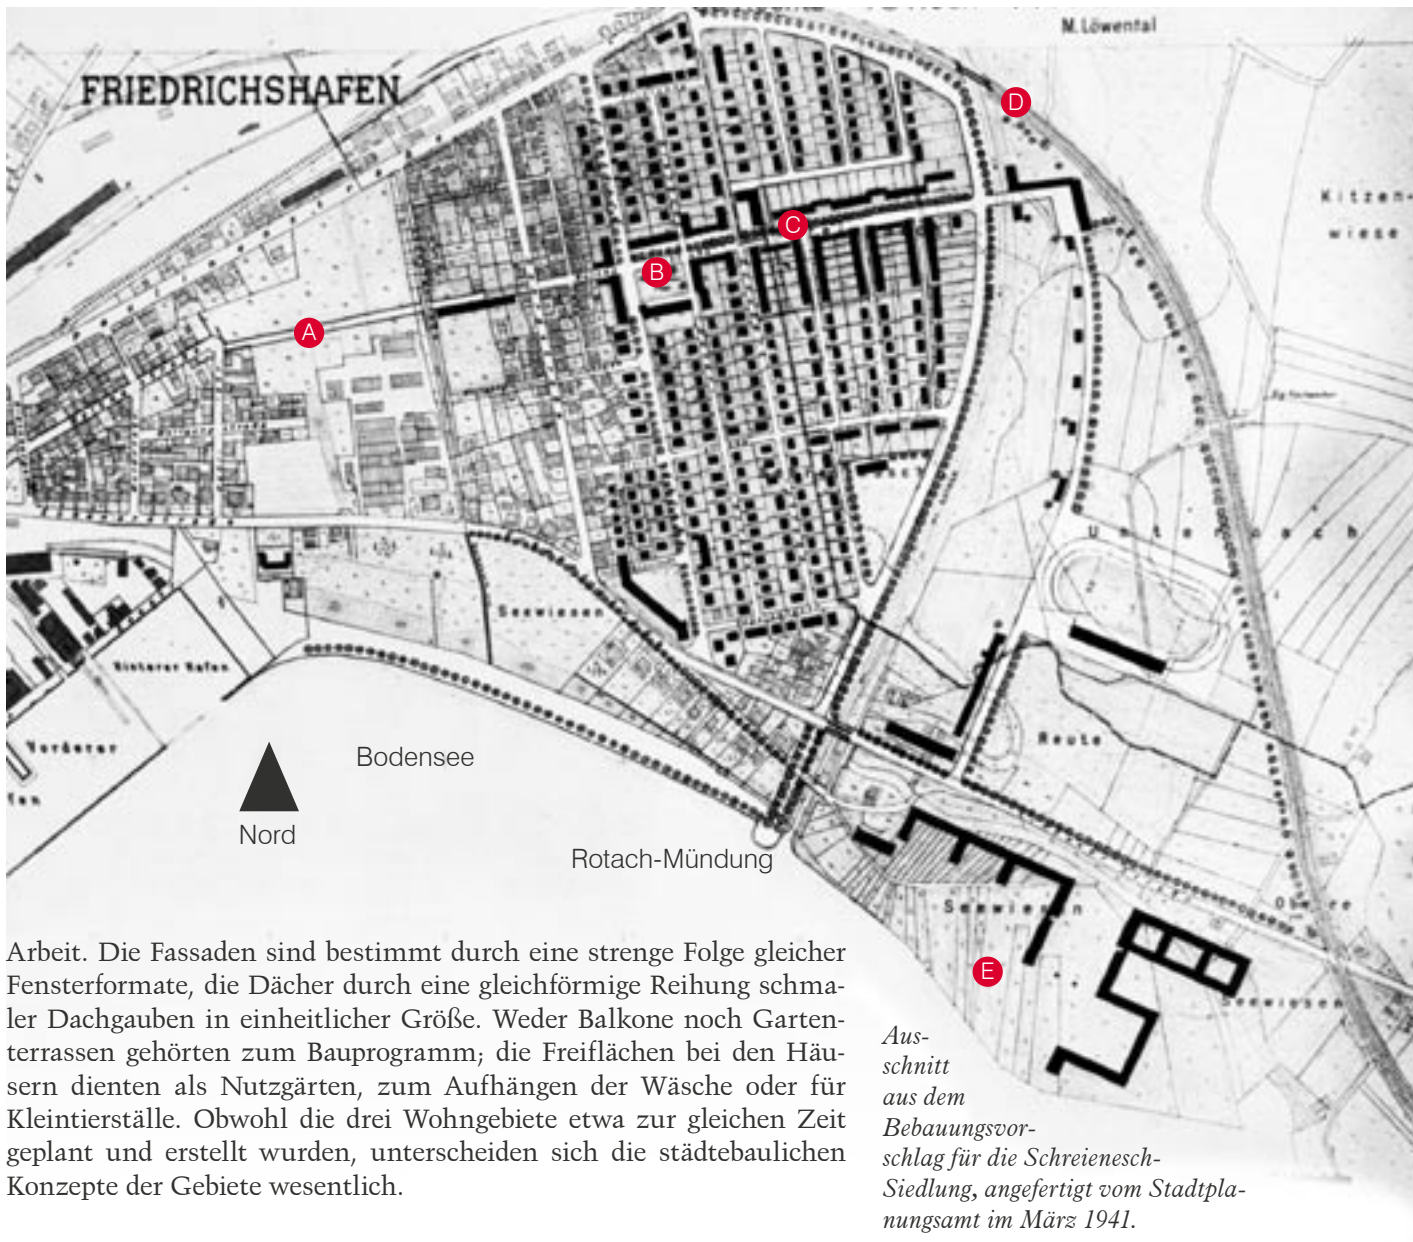 M. Löwental
FRIEDRICHSHAFEN
D
Kitzen-
wiese
C
B
A
Seewiesen
Hinterer Hafen
Vorderer
Reute
Bodensee
Nord
Rotach-Mündung
Seewiesen
E
Seewiesen
Arbeit. Die Fassaden sind bestimmt durch eine strenge Folge gleicher
Fensterformate, die Dächer durch eine gleichförmige Reihung schma-
ler Dachgauben in einheitlicher Größe. Weder Balkone noch Garten-
terrassen gehörten zum Bauprogramm; die Freiflächen bei den Häu-
sern dienten als Nutzgärten, zum Aufhängen der Wäsche oder für
Kleintierställe. Obwohl die drei Wohngebiete etwa zur gleichen Zeit
geplant und erstellt wurden, unterscheiden sich die städtebaulichen
Konzepte der Gebiete wesentlich.
Aus-
schnitt
aus dem
Bebauungsvor-
schlag für die Schreienesch-
Siedlung, angefertigt vom Stadtpla-
nungsamt im März 1941.